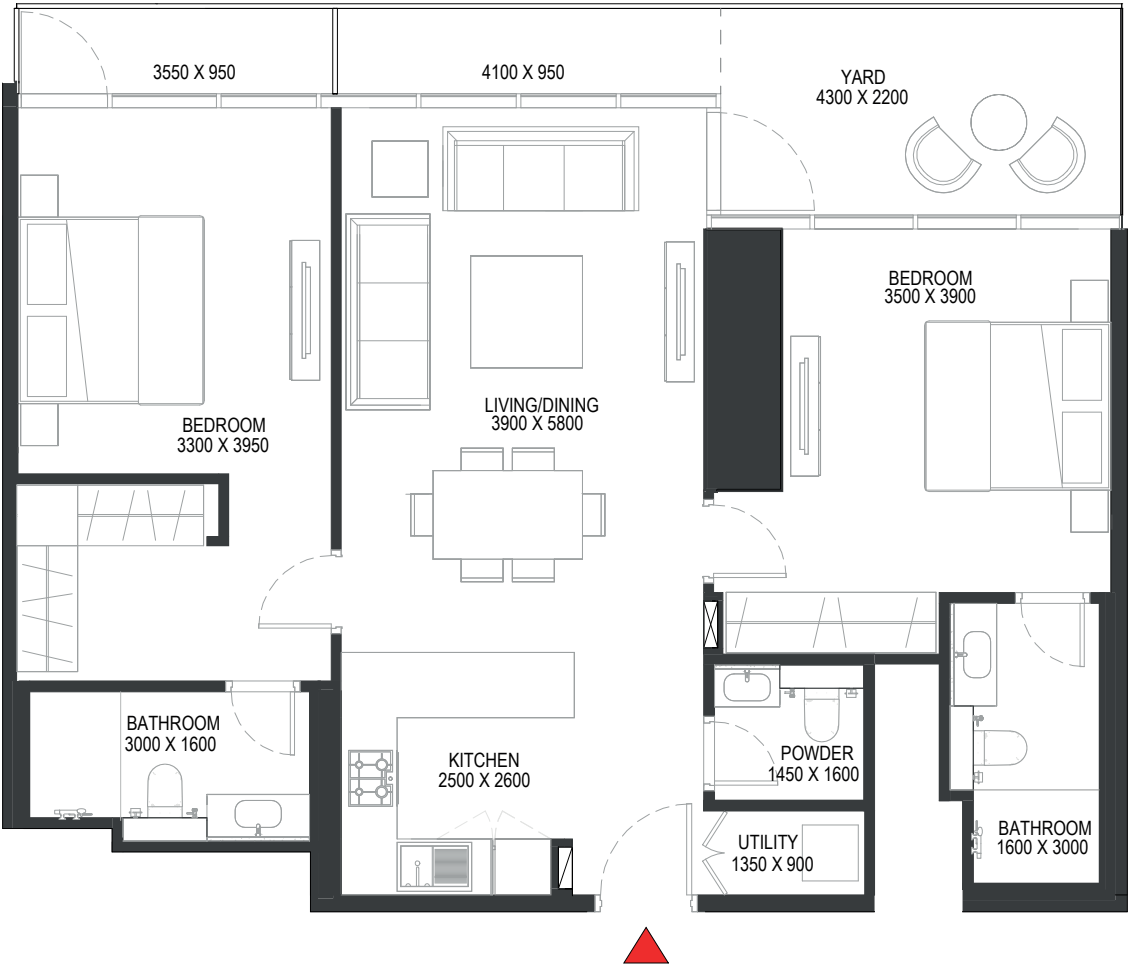 3550 X 950
4100 X 950
YARD
4300 X 2200
BEDROOM
3500 X 3900
LIVING/DINING
3900 X 5800
BEDROOM
3300 X 3950
BATHROOM
3000 X 1600
KITCHEN
2500 X 2600
POWDER
1450 X 1600
UTILITY
1350 X 900
BATHROOM
1600 X 3000